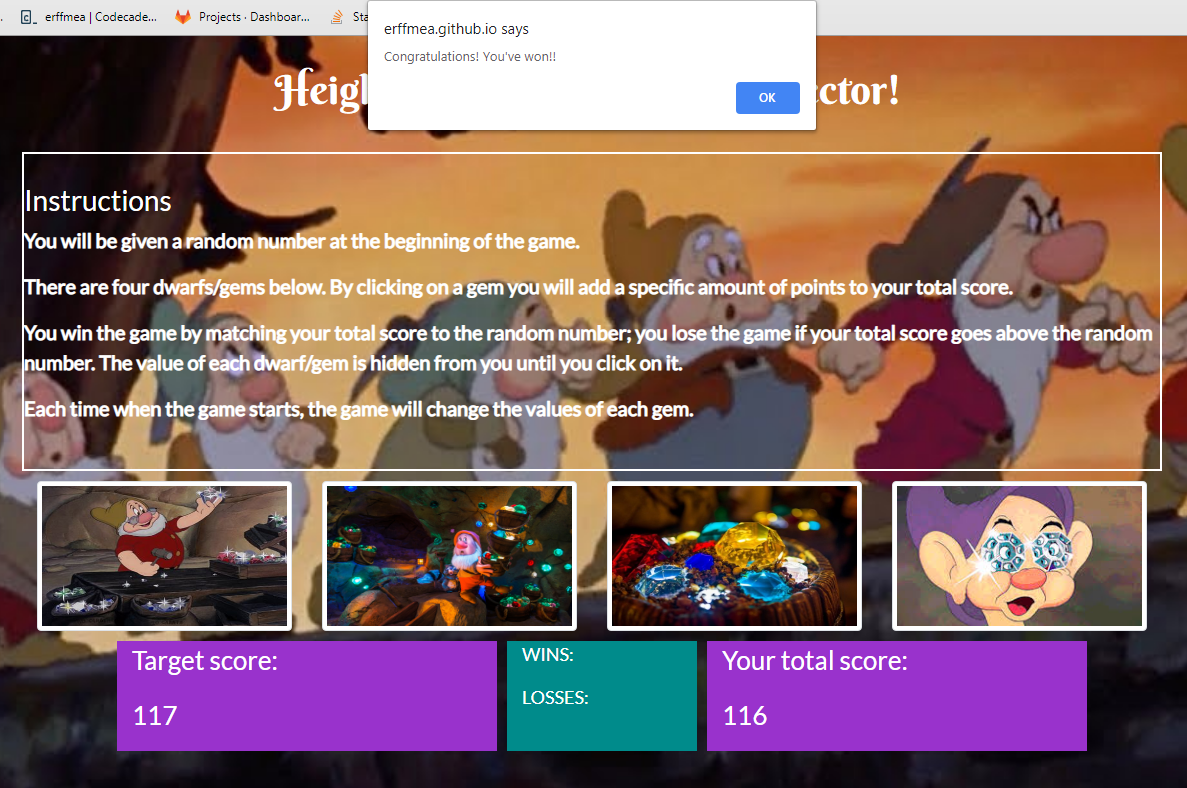 erffmea | Codecade...
Projects · Dashboar...
erffmea.github.io says
Congratulations! You've won!!
OK
ector!
Instructions
You will be given a random number at the beginning of the game.
There are four dwarfs/gems below. By clicking on a gem you will add a specific amount of points to your total score.
You win the game by matching your total score to the random number; you lose the game if your total score goes above the random
number. The value of each dwarf/gem is hidden from you until you click on it.
Each time when the game starts, the game will change the values of each gem.
Target score:
117
WINS:
LOSSES:
Your total score:
116